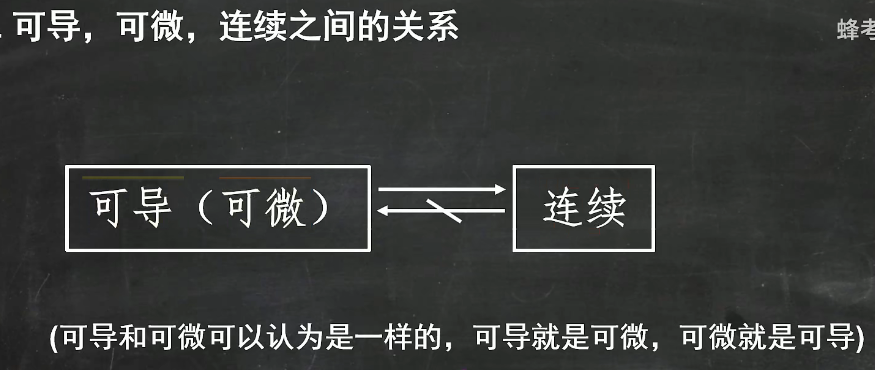 . 可导，可微，连续之间的关系
蜂考
可导（可微）
连续
(可导和可微可以认为是一样的，可导就是可微，可微就是可导)